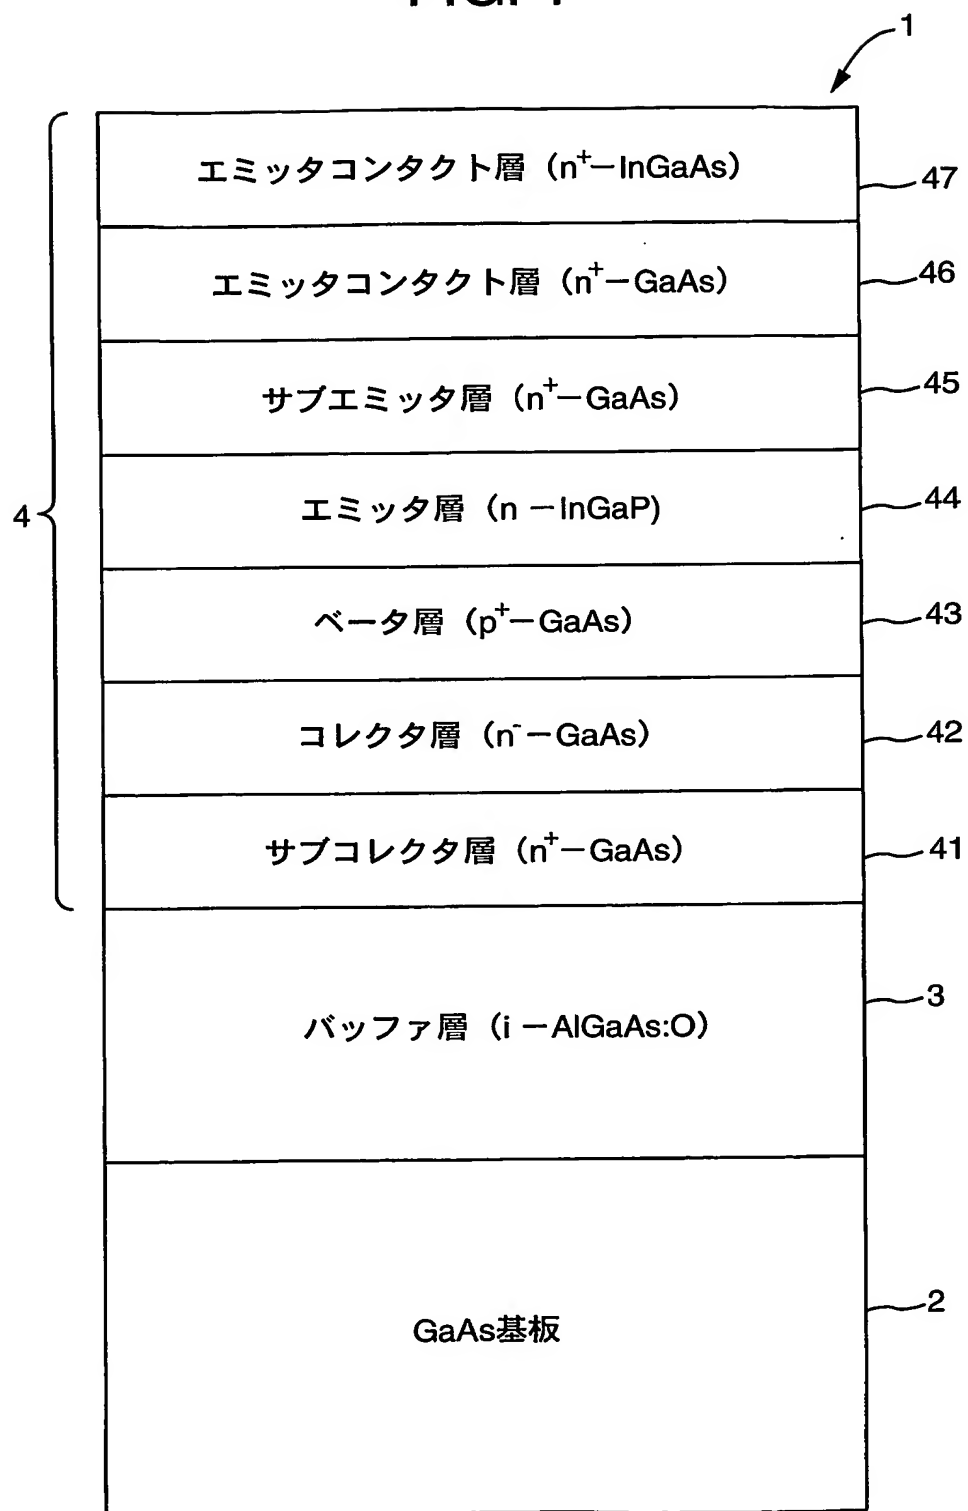 1
エミッタコンタクト層 (n⁺−InGaAs) 47
エミッタコンタクト層 (n⁺−GaAs) 46
サブエミッタ層 (n⁺−GaAs) 45
エミッタ層 (n −InGaP) 44
4
ベータ層 (p⁺−GaAs) 43
コレクタ層 (n⁻−GaAs) 42
サブコレクタ層 (n⁺−GaAs) 41
バッファ層 (i −AlGaAs:O) 3
GaAs基板 2